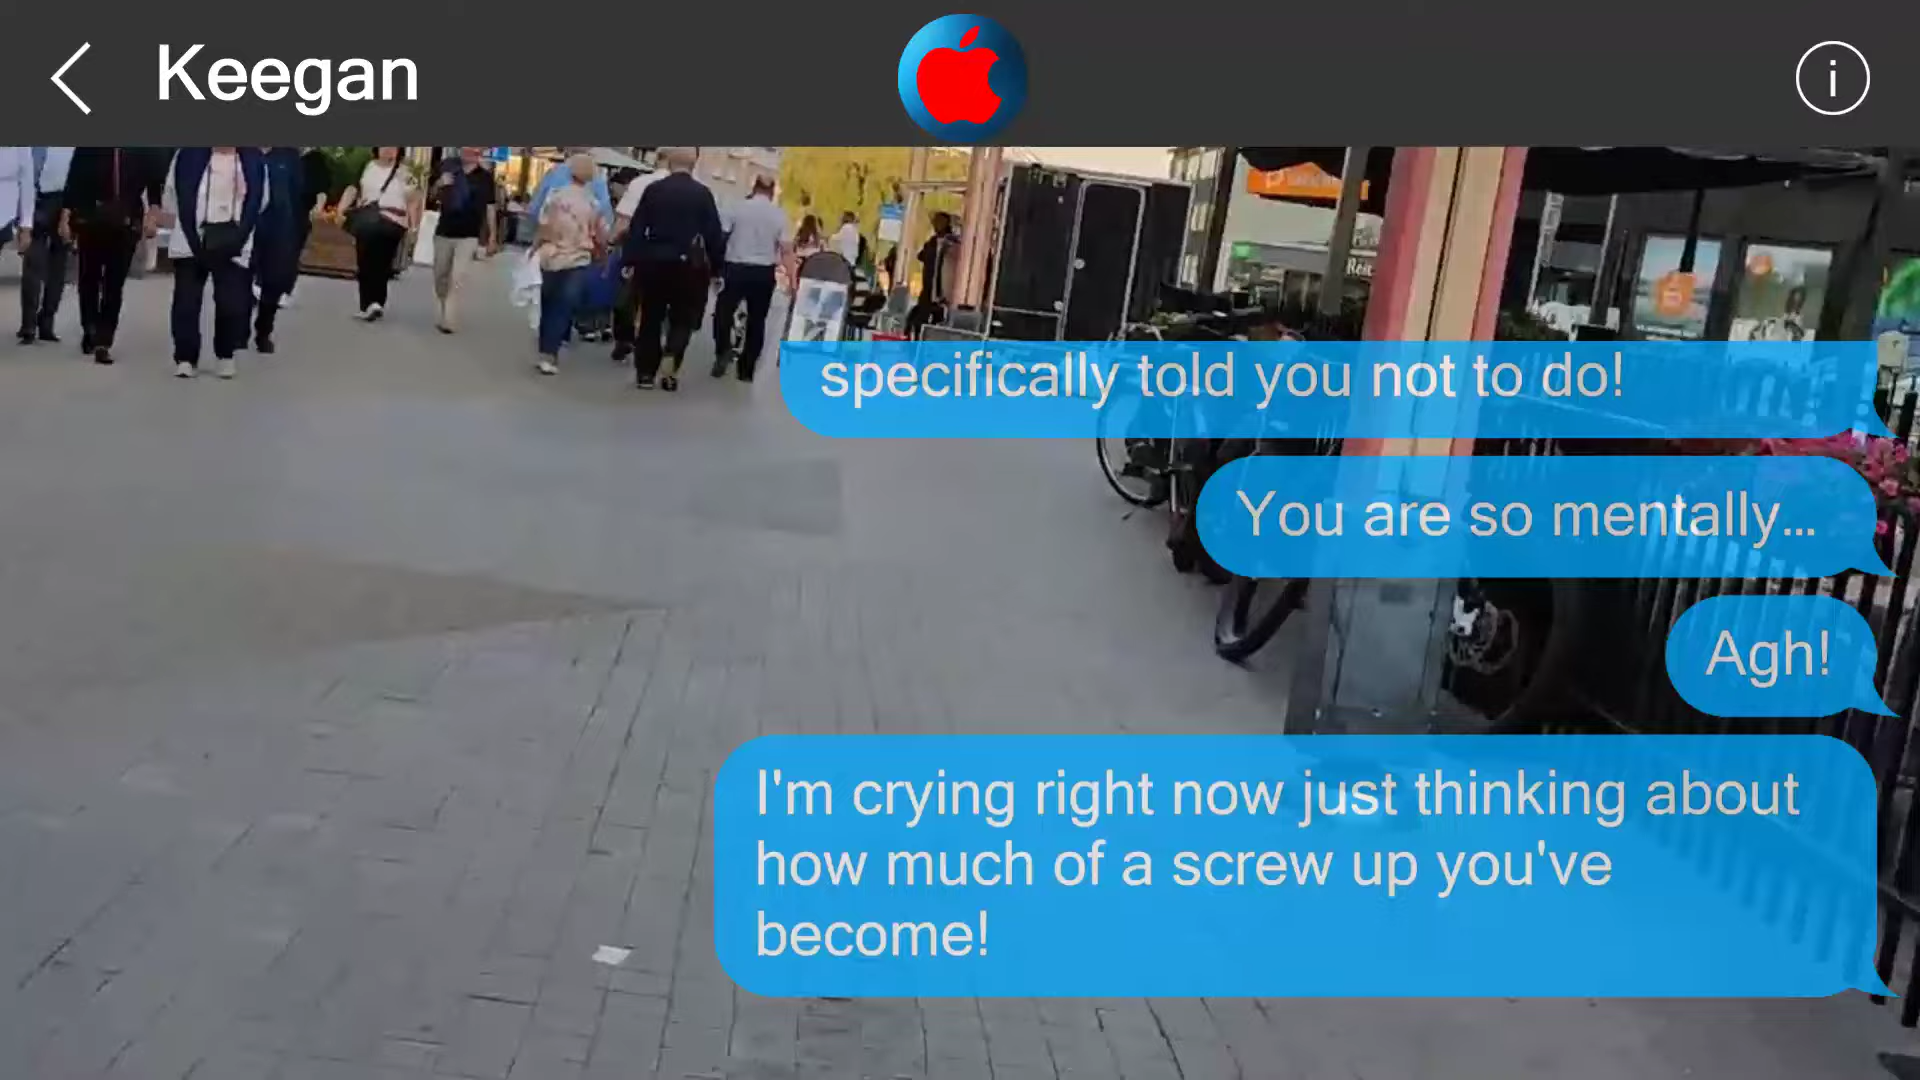 Keegan
specifically told you not to do!
You are so mentally...
Agh!
I'm crying right now just thinking about
how much of a screw up you've
become!